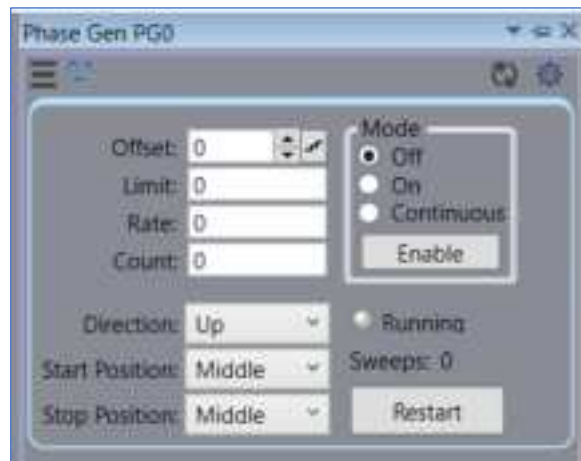 Phase Gen PG0
Offset: 0
Limit: 0
Rate: 0
Count: 0
Mode
Off
On
Continuous
Enable
Direction: Up
Start Position: Middle
Stop Position: Middle
Running
Sweeps: 0
Restart